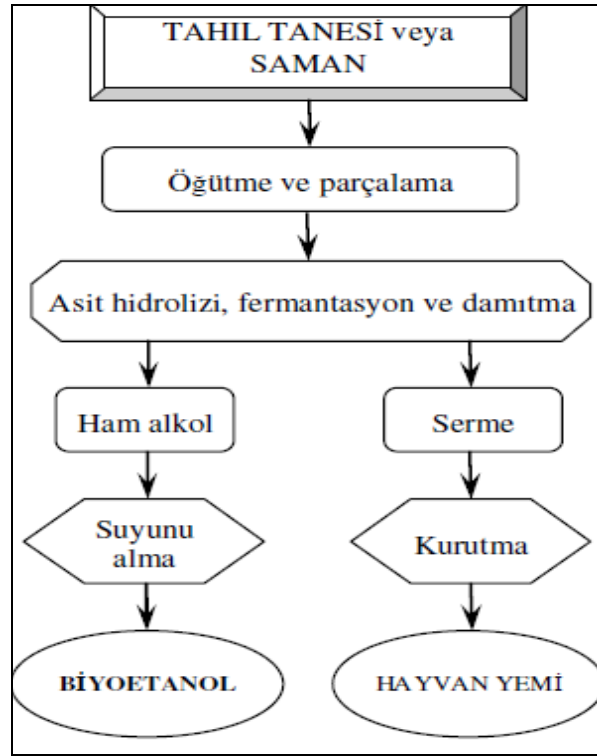 TAHIL TANESİ veya
SAMAN
Öğütme ve parçalama
Asit hidrolizi, fermantasyon ve damıtma
Ham alkol
Serme
Suyunu
alma
Kurutma
BİYOETANOL
HAYVAN YEMİ